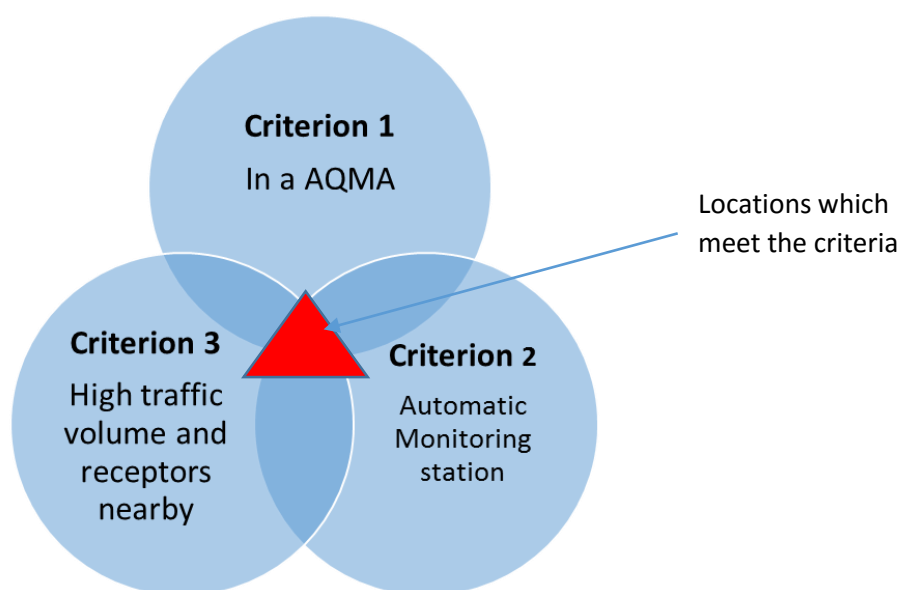 Criterion 1
In a AQMA
Locations which
meet the criteria
Criterion 3
High traffic
volume and
receptors
nearby
Criterion 2
Automatic
Monitoring
station